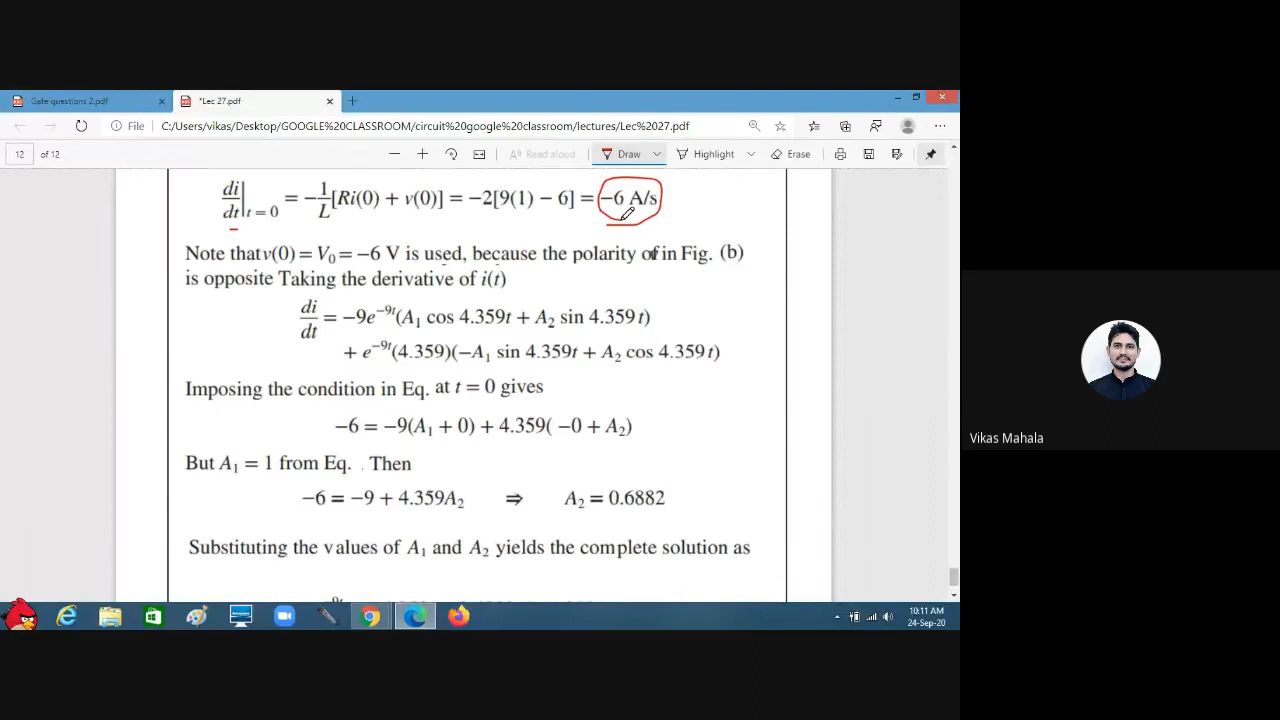 Gate questions 2.pdf
*Lec 27.pdf
File C:/Users/vikas/Desktop/GOOGLE%20CLASSROOM/circuit%20google%20classroom/lectures/Lec%2027.pdf
12 of 12 Read aloud Draw Highlight Erase
di/dt|t = 0 = −1/L[Ri(0) + v(0)] = −2[9(1) − 6] = −6 A/s
Note that v(0) = V₀ = −6 V is used, because the polarity of in Fig. (b)
is opposite Taking the derivative of i(t)
di/dt = −9e⁻⁹ᵗ(A₁ cos 4.359t + A₂ sin 4.359t)
+ e⁻⁹ᵗ(4.359)(−A₁ sin 4.359t + A₂ cos 4.359t)
Imposing the condition in Eq. at t = 0 gives
−6 = −9(A₁ + 0) + 4.359( −0 + A₂)
But A₁ = 1 from Eq. . Then
−6 = −9 + 4.359A₂ ⇒ A₂ = 0.6882
Substituting the values of A₁ and A₂ yields the complete solution as
10:11 AM
24-Sep-20
Vikas Mahala